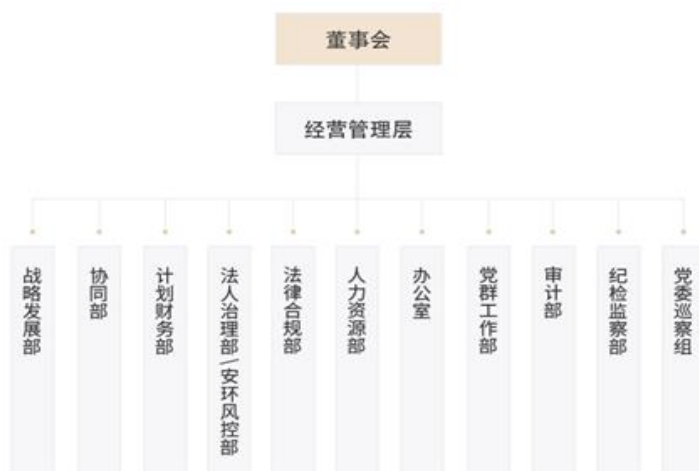 董事会
经营管理层
战略发展部
协同部
计划财务部
法人治理部/安环风控部
法律合规部
人力资源部
办公室
党群工作部
审计部
纪检监察部
党委巡察组